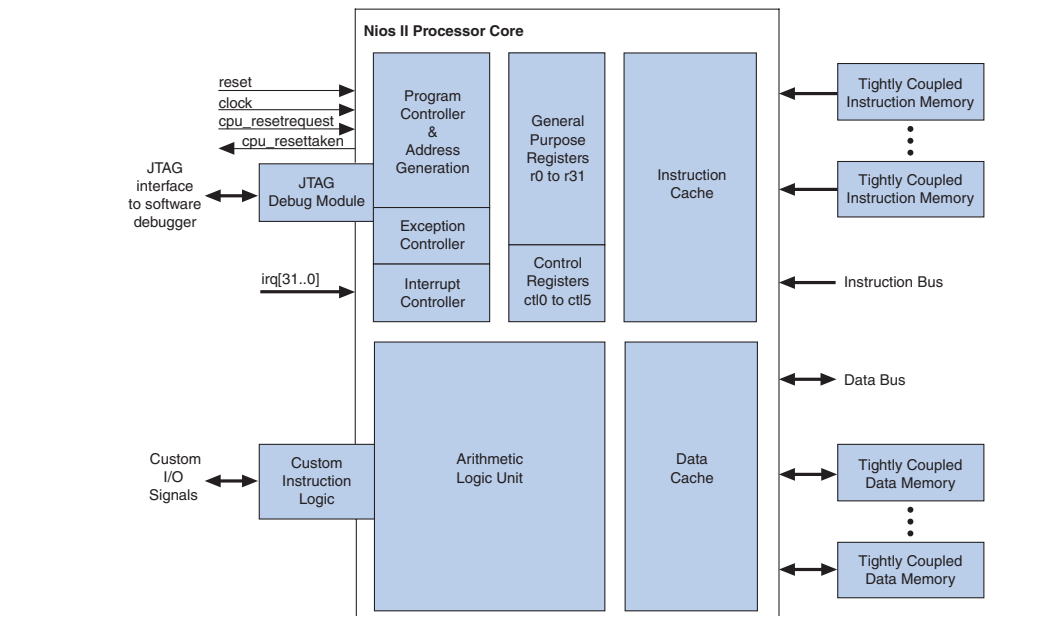 Nios II Processor Core
reset
clock
cpu_resetrequest
cpu_resettaken
JTAG
interface
to software
debugger
JTAG
Debug Module
irq[31..0]
Program
Controller
&
Address
Generation
Exception
Controller
Interrupt
Controller
General
Purpose
Registers
r0 to r31
Control
Registers
ctl0 to ctl5
Instruction
Cache
Tightly Coupled
Instruction Memory
Tightly Coupled
Instruction Memory
Instruction Bus
Data Bus
Custom
I/O
Signals
Custom
Instruction
Logic
Arithmetic
Logic Unit
Data
Cache
Tightly Coupled
Data Memory
Tightly Coupled
Data Memory